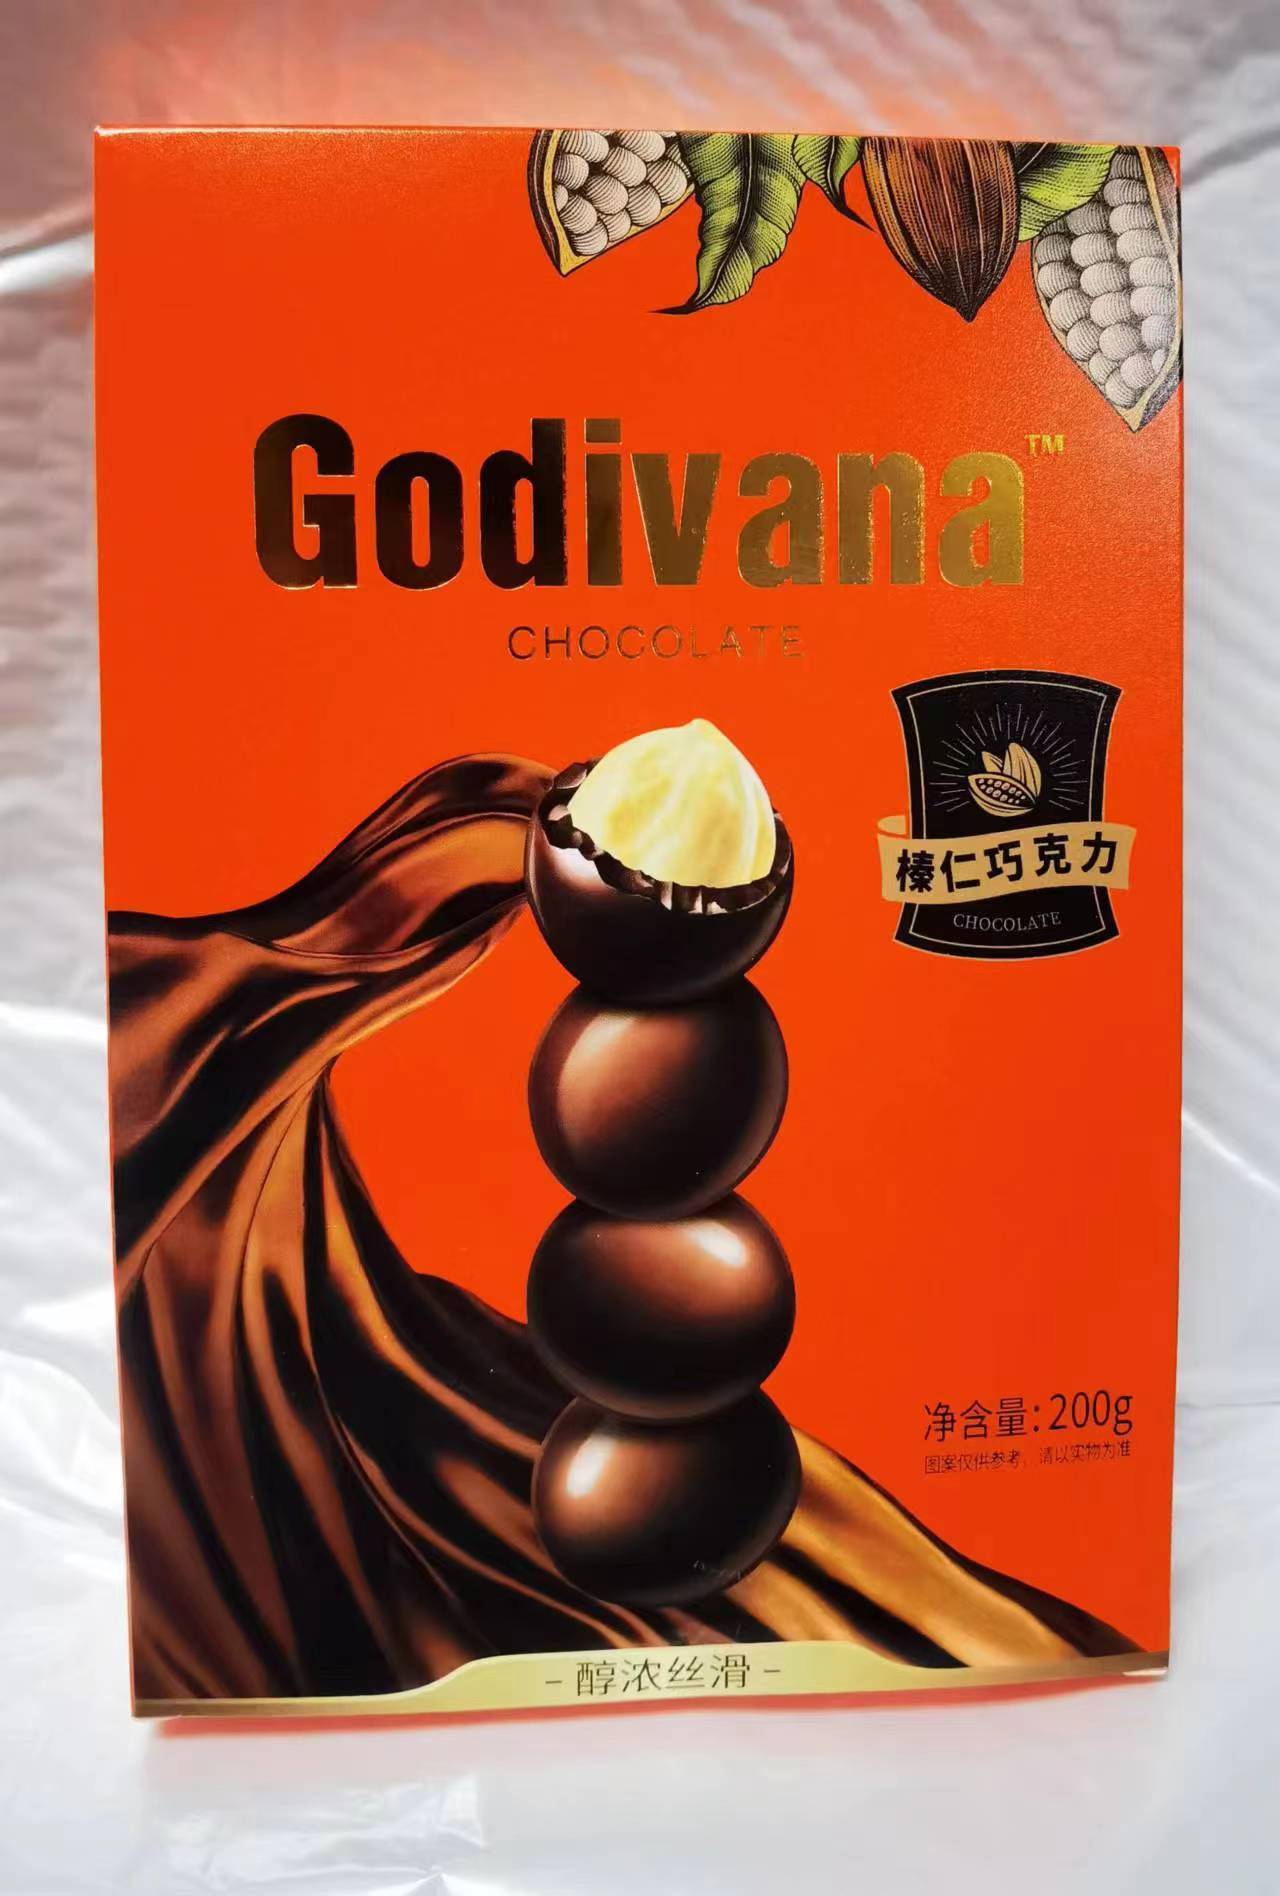 Godivana™
CHOCOLATE
榛仁巧克力
CHOCOLATE
净含量:200g
图案仅供参考，请以实物为准
-醇浓丝滑-